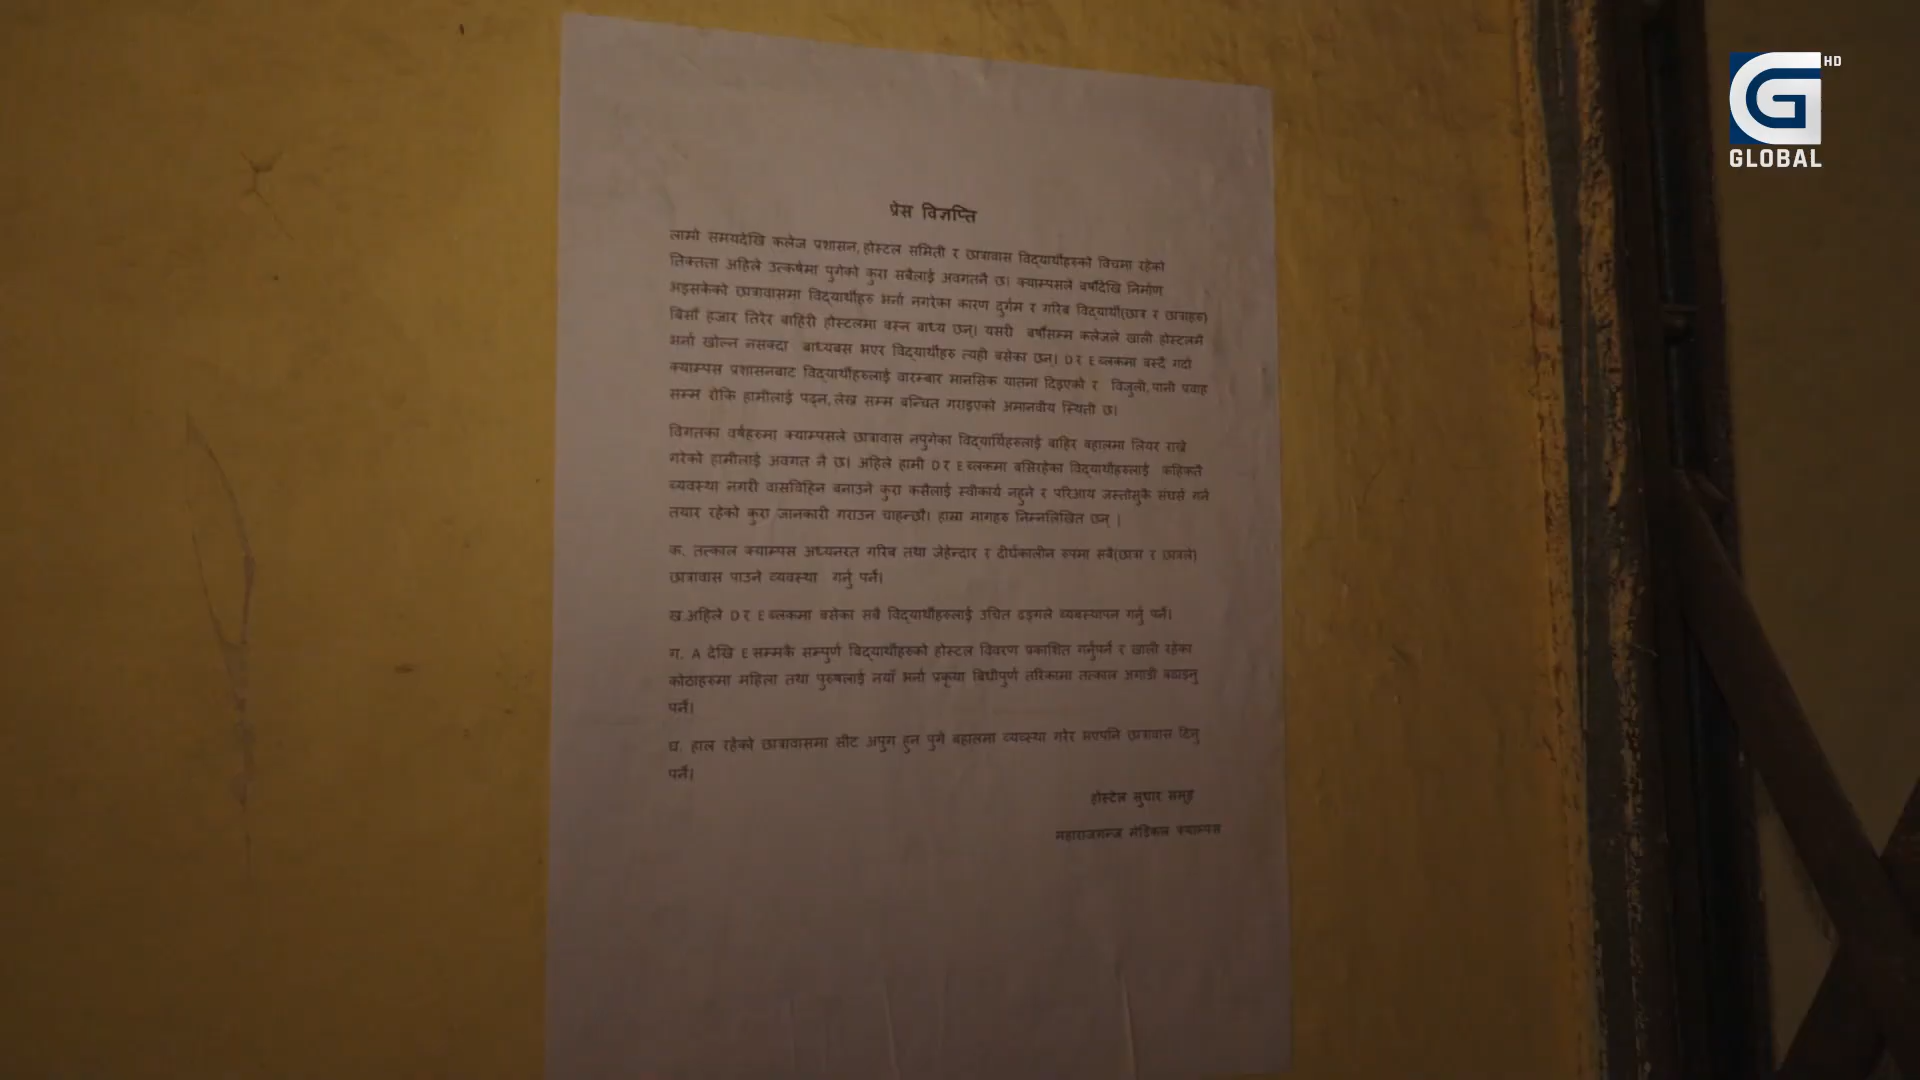 प्रेस विज्ञप्ति
लामो समयदेखि कलेज प्रशासन, होस्टल समिती र छात्रावास विद्यार्थीहरुको विचमा रहेको
तिक्तता अहिले उत्कर्षमा पुगेको कुरा सबैलाई अवगतनै छ। क्याम्पसले बर्षौदेखि निर्माण
भइसकेको छात्रावासमा विद्यार्थीहरु भर्ना नगरेका कारण दुर्गम र गरिब विद्यार्थी(छात्र र छात्राहरु)
बिसौं हजार तिरेर बाहिरी होस्टलमा बस्न बाध्य छन्। यसरी बर्षौसम्म कलेजले खाली होस्टलमै
भर्ना खोल्न नसक्दा बाध्यबस भएर विद्यार्थीहरु त्यही बसेका छन्। D र E ब्लकमा बस्दै गर्दा
क्याम्पस प्रशासनबाट विद्यार्थीहरुलाई वारम्बार मानसिक यातना दिइएको र विजुली, पानी प्रवाह
सम्म रोकि हामीलाई पढ्न, लेख्न सम्म बन्चित गराइएको अमानवीय स्थिती छ।
विगतका वर्षहरुमा क्याम्पसले छात्रावास नपुगेका विद्यार्थिहरुलाई बाहिर बहालमा लियर राख्ने
गरेको हामीलाई अवगत नै छ। अहिले हामी D र E ब्लकमा बसिरहेका विद्यार्थीहरुलाई कहिकतै
व्यवस्था नगरी वासविहिन बनाउने कुरा कसैलाई स्वीकार्य नहुने र परिआय जस्तोसुकै संघर्स गर्न
तयार रहेको कुरा जानकारी गराउन चाहन्छौ। हाम्रा मागहरु निम्नलिखित छन् |
क. तत्काल क्याम्पस अध्यनरत गरिब तथा जेहेन्दार र दीर्घकालीन रुपमा सबै(छात्रा र छात्रले)
छात्रावास पाउने व्यवस्था गर्नु पर्ने।
ख.अहिले D र E ब्लकमा बसेका सबै विद्यार्थीहरुलाई उचित ढङ्गले व्यवस्थापन गर्नु पर्ने।
ग. A देखि E सम्मकै सम्पुर्ण बिद्यार्थीहरुको होस्टल विवरण प्रकाशित गर्नुपर्ने र खाली रहेका
कोठाहरुमा महिला तथा पुरुषलाई नयाँ भर्ना प्रकृया बिधीपुर्ण तरिकामा तत्काल अगाडी बढाइनु
पर्ने।
घ. हाल रहेको छात्रावासमा सीट अपुग हुन पुगे बहालमा व्यवस्था गरेर भएपनि छात्रावास दिनु
पर्ने।
होस्टेल सुधार समूह
महाराजगन्ज मेडिकल क्याम्पस
HD
GLOBAL